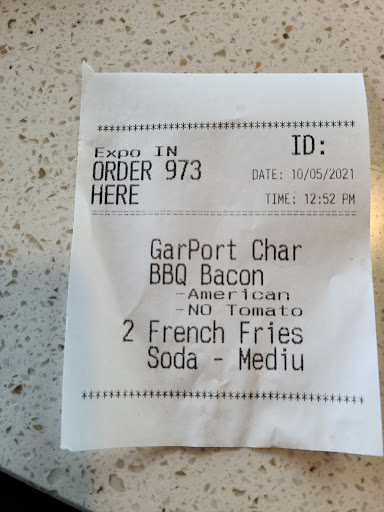 ***********************************
Expo IN
ID:
ORDER 973
DATE: 10/05/2021
HERE
TIME: 12:52 PM
GarPort Char
BBQ Bacon
-American
-NO Tomato
2 French Fries
Soda - Mediu
***********************************